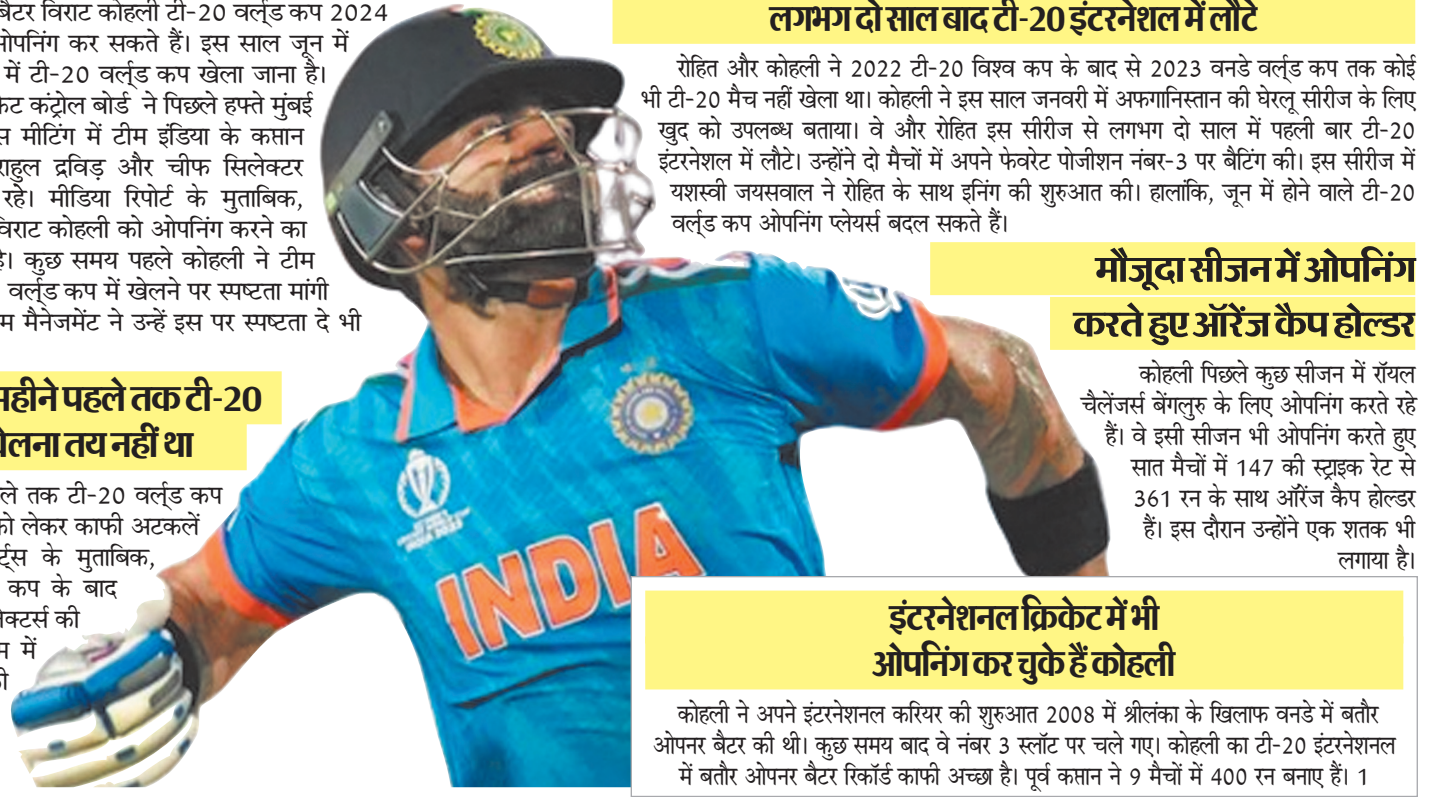 बैटर विराट कोहली टी-20 वर्ल्ड कप 2024
ओपनिंग कर सकते हैं। इस साल जून में
में टी-20 वर्ल्ड कप खेला जाना है।
कंट्रोल बोर्ड ने पिछले हफ्ते मुंबई
मीटिंग में टीम इंडिया के कप्तान
राहुल द्रविड़ और चीफ सिलेक्टर
रहे। मीडिया रिपोर्ट के मुताबिक,
विराट कोहली को ओपनिंग करने का
है। कुछ समय पहले कोहली ने टीम
वर्ल्ड कप में खेलने पर स्पष्टता मांगी
मैनेजमेंट ने उन्हें इस पर स्पष्टता दे भी
महीने पहले तक टी-20
खेलना तय नहीं था
तक टी-20 वर्ल्ड कप
को लेकर काफी अटकलें
के मुताबिक,
कप के बाद
की
में
लगभग दो साल बाद टी-20 इंटरनेशल में लौटे
रोहित और कोहली ने 2022 टी-20 विश्व कप के बाद से 2023 वनडे वर्ल्ड कप तक कोई
भी टी-20 मैच नहीं खेला था। कोहली ने इस साल जनवरी में अफगानिस्तान की घेरलू सीरीज के लिए
खुद को उपलब्ध बताया। वे और रोहित इस सीरीज से लगभग दो साल में पहली बार टी-20
इंटरनेशल में लौटे। उन्होंने दो मैचों में अपने फेवरेट पोजीशन नंबर-3 पर बैटिंग की। इस सीरीज में
यशस्वी जयसवाल ने रोहित के साथ इनिंग की शुरुआत की। हालांकि, जून में होने वाले टी-20
वर्ल्ड कप ओपनिंग प्लेयर्स बदल सकते हैं।
मौजूदा सीजन में ओपनिंग
करते हुए ऑरेंज कैप होल्डर
कोहली पिछले कुछ सीजन में रॉयल
चैलेंजर्स बेंगलुरु के लिए ओपनिंग करते रहे
हैं। वे इसी सीजन भी ओपनिंग करते हुए
सात मैचों में 147 की स्ट्राइक रेट से
361 रन के साथ ऑरेंज कैप होल्डर
हैं। इस दौरान उन्होंने एक शतक भी
लगाया है।
INDIA
इंटरनेशनल क्रिकेट में भी
ओपनिंग कर चुके हैं कोहली
कोहली ने अपने इंटरनेशनल करियर की शुरुआत 2008 में श्रीलंका के खिलाफ वनडे में बतौर
ओपनर बैटर की थी। कुछ समय बाद वे नंबर 3 स्लॉट पर चले गए। कोहली का टी-20 इंटरनेशनल
में बतौर ओपनर बैटर रिकॉर्ड काफी अच्छा है। पूर्व कप्तान ने 9 मैचों में 400 रन बनाए हैं। 1